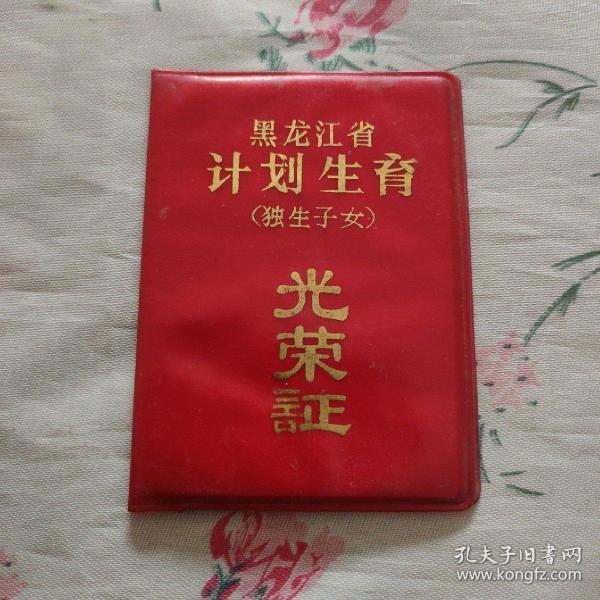 黑龙江省
计划生育
(独生子女)
光
荣
証
孔夫子旧書网
www.kongfz.com